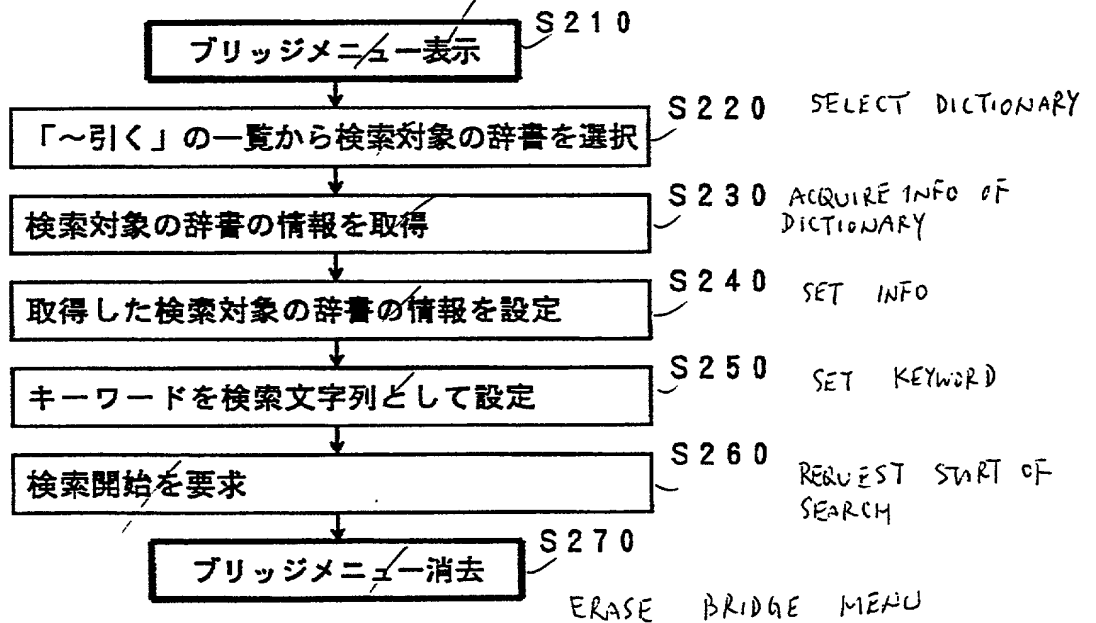 ブリッジメニュー表示 S210
「~引く」の一覧から検索対象の辞書を選択 S220 SELECT DICTIONARY
検索対象の辞書の情報を取得 S230 ACQUIRE INFO OF
DICTIONARY
取得した検索対象の辞書の情報を設定 S240 SET INFO
キーワードを検索文字列として設定 S250 SET KEYWORD
検索開始を要求 S260 REQUEST START OF
SEARCH
ブリッジメニュー消去 S270
ERASE BRIDGE MENU